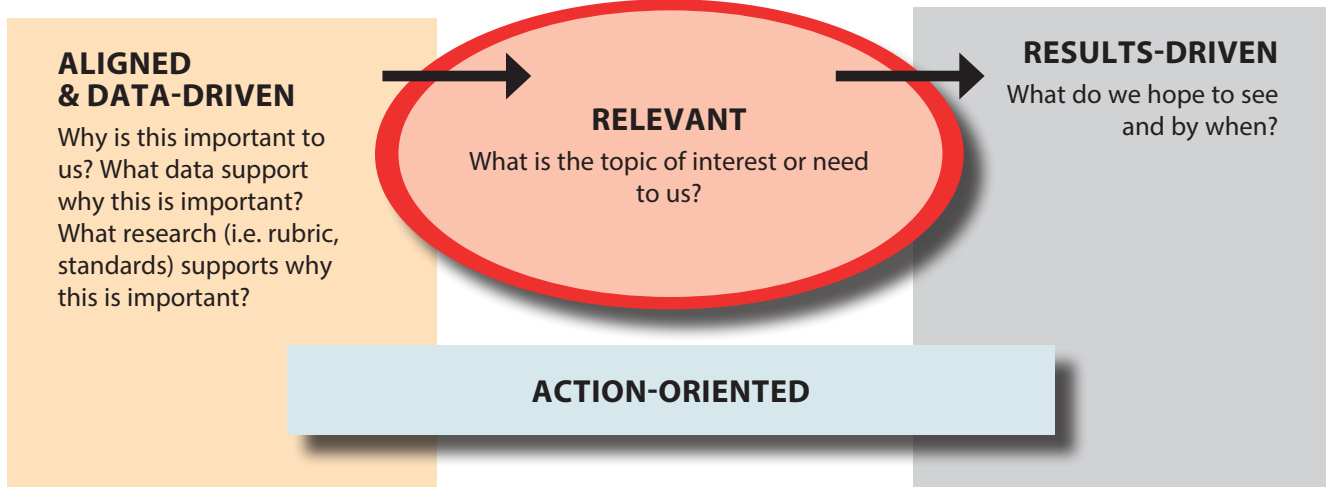 ALIGNED
& DATA-DRIVEN
Why is this important to
us? What data support
why this is important?
What research (i.e. rubric,
standards) supports why
this is important?
RELEVANT
What is the topic of interest or need
to us?
RESULTS-DRIVEN
What do we hope to see
and by when?
ACTION-ORIENTED